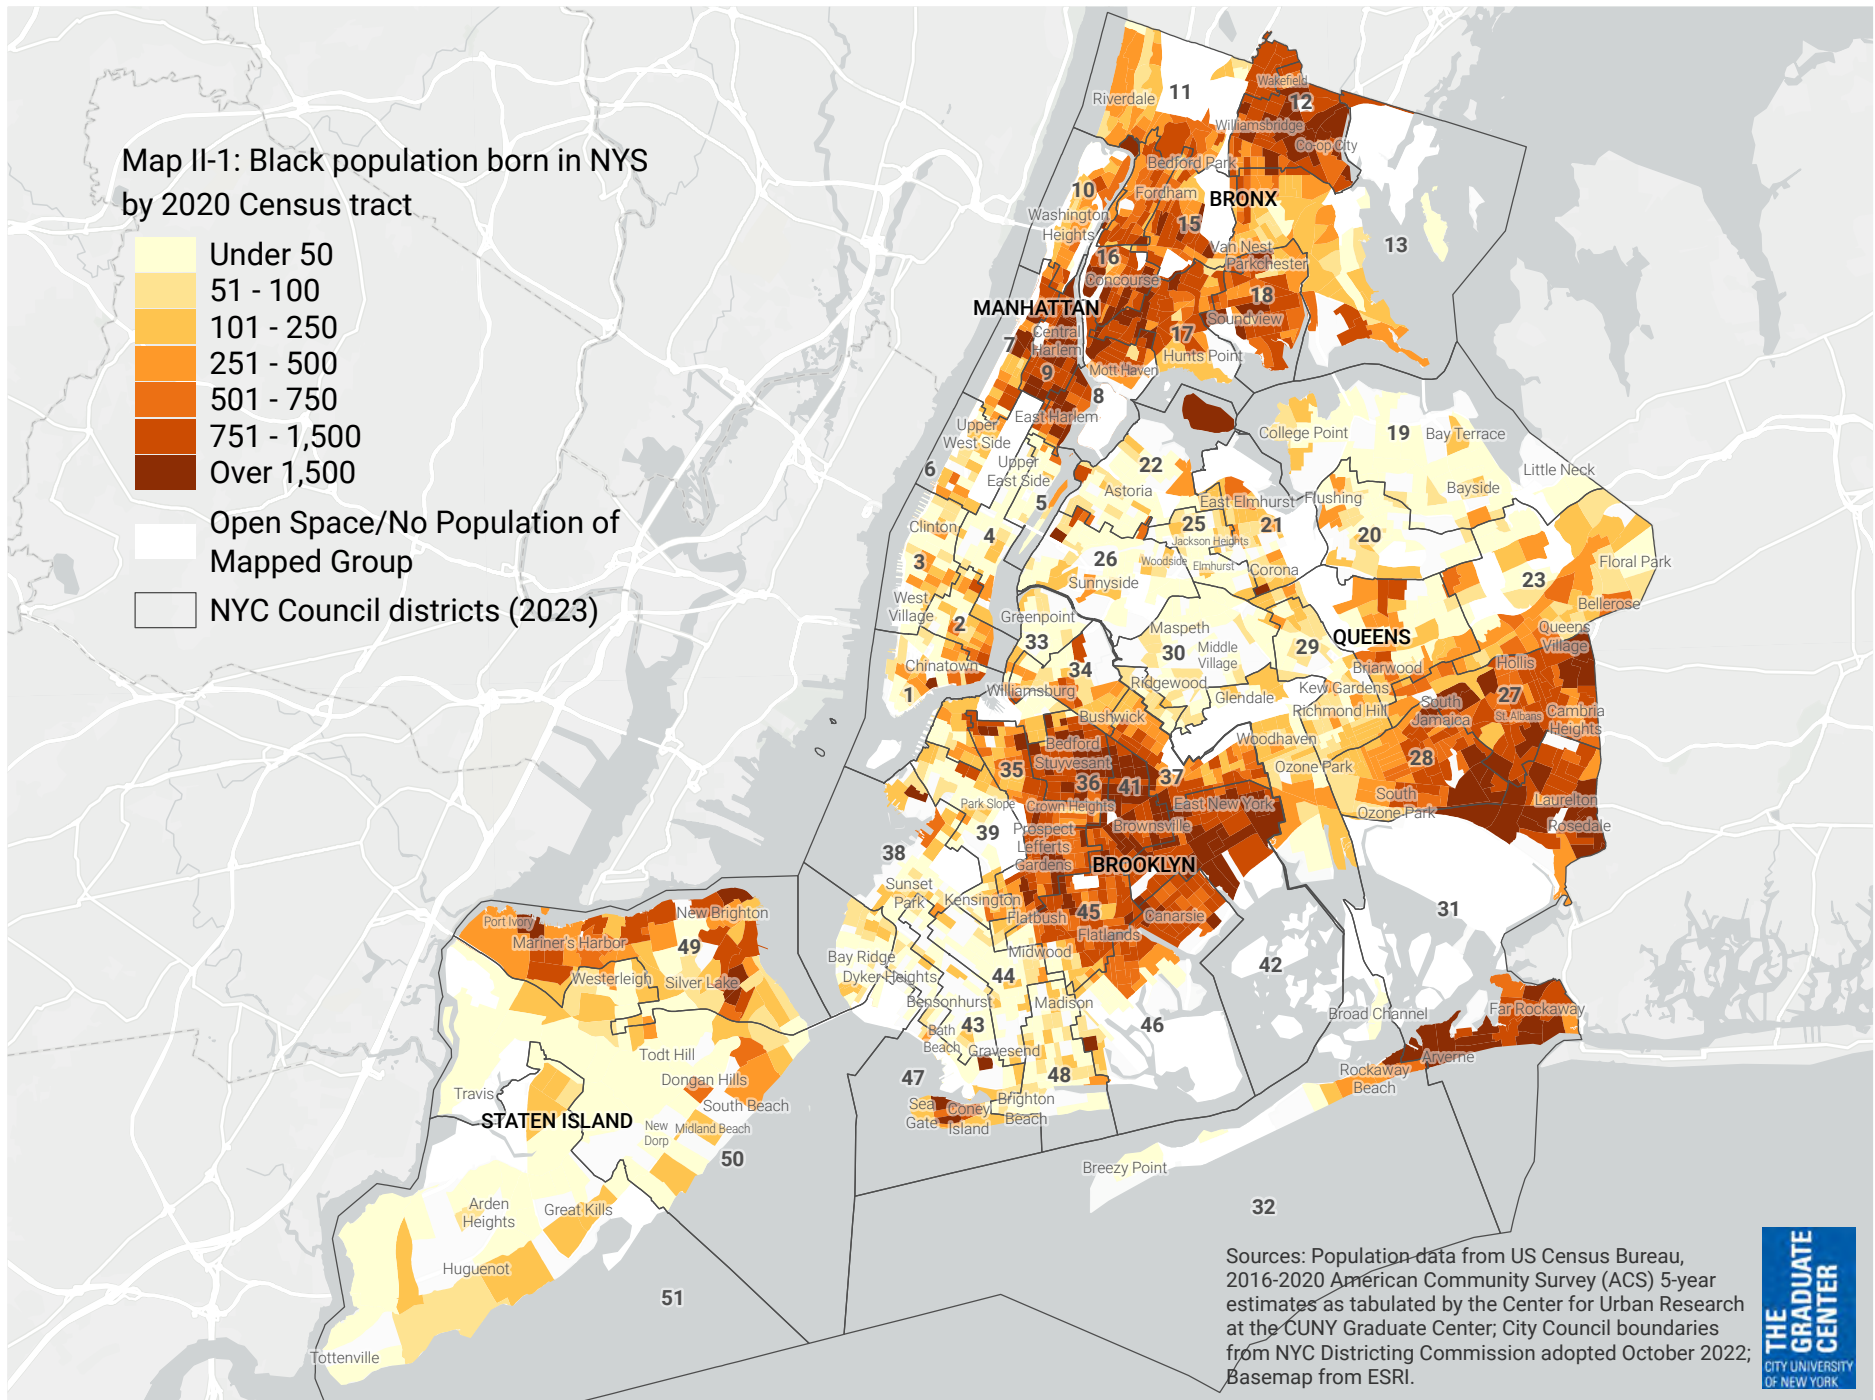 Map II-1: Black population born in NYS
by 2020 Census tract
Under 50
51 - 100
101 - 250
251 - 500
501 - 750
751 - 1,500
Over 1,500
Open Space/No Population of
Mapped Group
NYC Council districts (2023)
Wakefield
11
Riverdale
12
Williamsbridge
Co-op City
Bedford Park
10
Fordham
BRONX
Washington
Heights
15
13
Van Nest
16
Parkchester
Concourse
18
MANHATTAN
Soundview
Central
Harlem
17
7
Hunts Point
9
Mott Haven
8
East Harlem
Upper
West Side
College Point
19
Bay Terrace
6
Upper
East Side
22
Little Neck
Astoria
Bayside
5
East Elmhurst
Flushing
Clinton
25
21
4
Jackson Heights
20
3
26
Woodside
Elmhurst
Corona
Floral Park
Sunnyside
23
West
Village
Bellerose
2
Greenpoint
Maspeth
Queens
Village
QUEENS
33
30
Middle
Village
29
Chinatown
34
Briarwood
Hollis
Ridgewood
Kew Gardens
1
Williamsburg
Glendale
27
Richmond Hill
South
Jamaica
St. Albans
Cambria
Heights
Bushwick
Woodhaven
Bedford
Stuyvesant
28
35
Ozone Park
36
41
37
South
Ozone Park
Laurelton
Park Slope
Crown Heights
East New York
39
Prospect
Lefferts
Gardens
Brownsville
Rosedale
38
BROOKLYN
Sunset
Park
Kensington
31
Port Ivory
New Brighton
Flatbush
45
Canarsie
Mariner's Harbor
49
Flatlands
Bay Ridge
Midwood
42
Westerleigh
Silver Lake
Dyker Heights
44
Bensonhurst
Madison
Broad Channel
Far Rockaway
Bath
Beach
43
46
Todt Hill
Gravesend
Arverne
Dongan Hills
47
48
Rockaway
Beach
Travis
South Beach
Sea
Gate
Coney
Island
Brighton
Beach
STATEN ISLAND
New
Dorp
Midland Beach
50
Breezy Point
Arden
Heights
Great Kills
32
Huguenot
51
Tottenville
Sources: Population data from US Census Bureau,
2016-2020 American Community Survey (ACS) 5-year
estimates as tabulated by the Center for Urban Research
at the CUNY Graduate Center; City Council boundaries
from NYC Districting Commission adopted October 2022;
Basemap from ESRI.
THE
GRADUATE
CENTER
CITY UNIVERSITY
OF NEW YORK